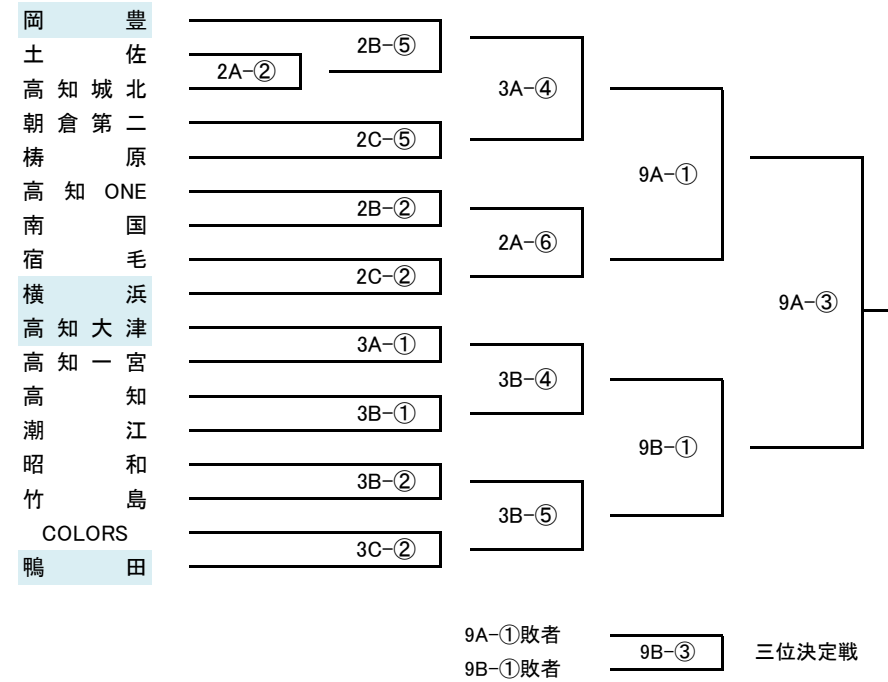 岡豊
2B-⑤
土佐
2A-②
高知城北
3A-④
朝倉第二
2C-⑤
梼原
9A-①
高知ONE
2B-②
南国
2A-⑥
宿毛
2C-②
横浜
9A-③
高知大津
3A-①
高知一宮
3B-④
高知
3B-①
潮江
9B-①
昭和
3B-②
竹島
3B-⑤
COLORS
3C-②
鴨田
9A-①敗者
9B-③ 三位決定戦
9B-①敗者